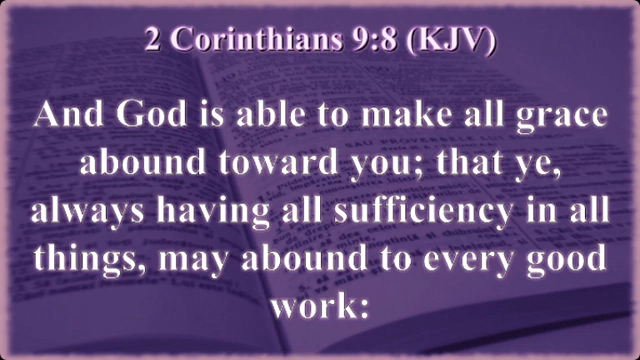 2 Corinthians 9:8 (KJV)
And God is able to make all grace
abound toward you; that ye,
always having all sufficiency in all
things, may abound to every good
work: